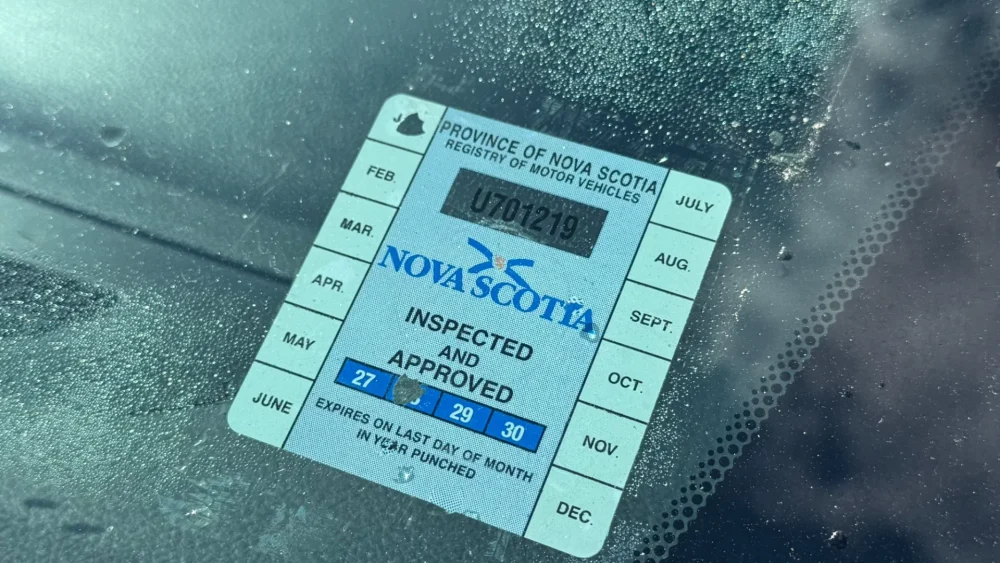 J
PROVINCE OF NOVA SCOTIA
REGISTRY OF MOTOR VEHICLES
U701219
NOVA SCOTIA
INSPECTED
AND
APPROVED
27 29 30
EXPIRES ON LAST DAY OF MONTH
IN YEAR PUNCHED
FEB.
MAR.
APR.
MAY
JUNE
JULY
AUG.
SEPT.
OCT.
NOV.
DEC.